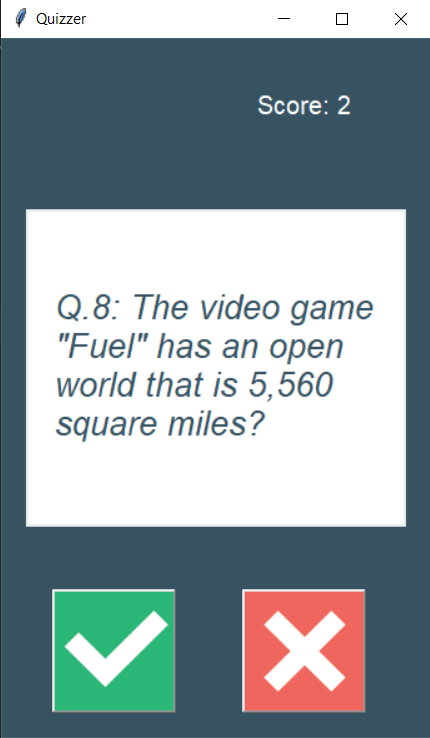 Quizzer
Score: 2
Q.8: The video game
"Fuel" has an open
world that is 5,560
square miles?